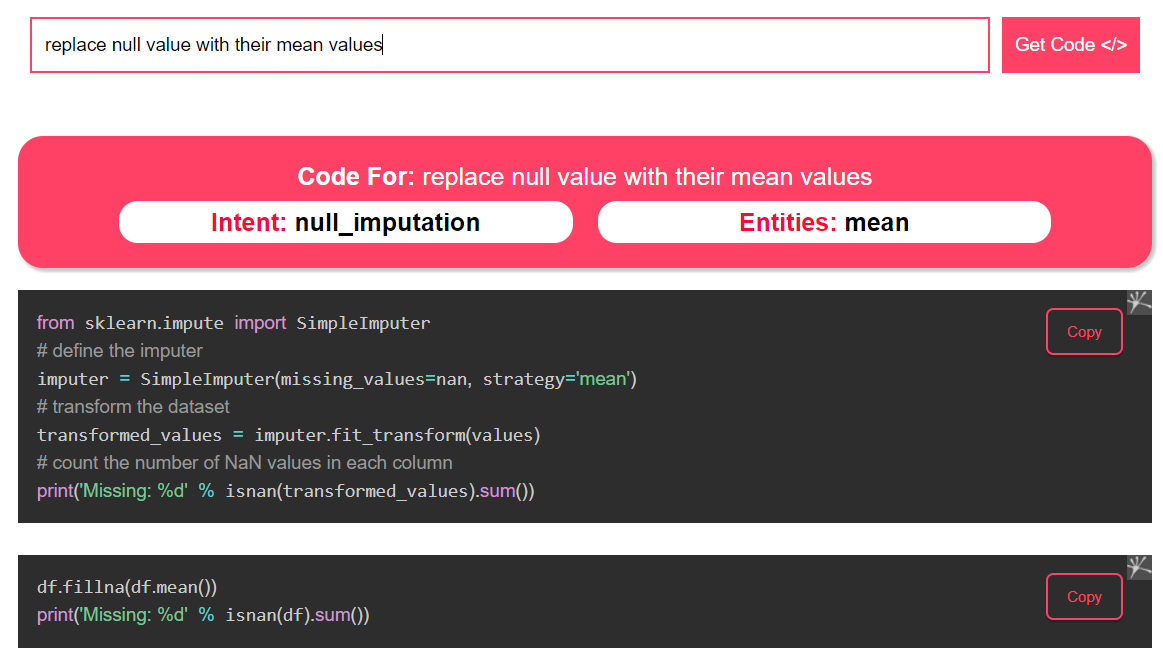 replace null value with their mean values
Get Code </>
Code For: replace null value with their mean values
Intent: null_imputation
Entities: mean
from sklearn.impute import SimpleImputer
Copy
# define the imputer
imputer = SimpleImputer(missing_values=nan, strategy='mean')
# transform the dataset
transformed_values = imputer.fit_transform(values)
# count the number of NaN values in each column
print('Missing: %d' % isnan(transformed_values).sum())
df.fillna(df.mean())
Copy
print('Missing: %d' % isnan(df).sum())